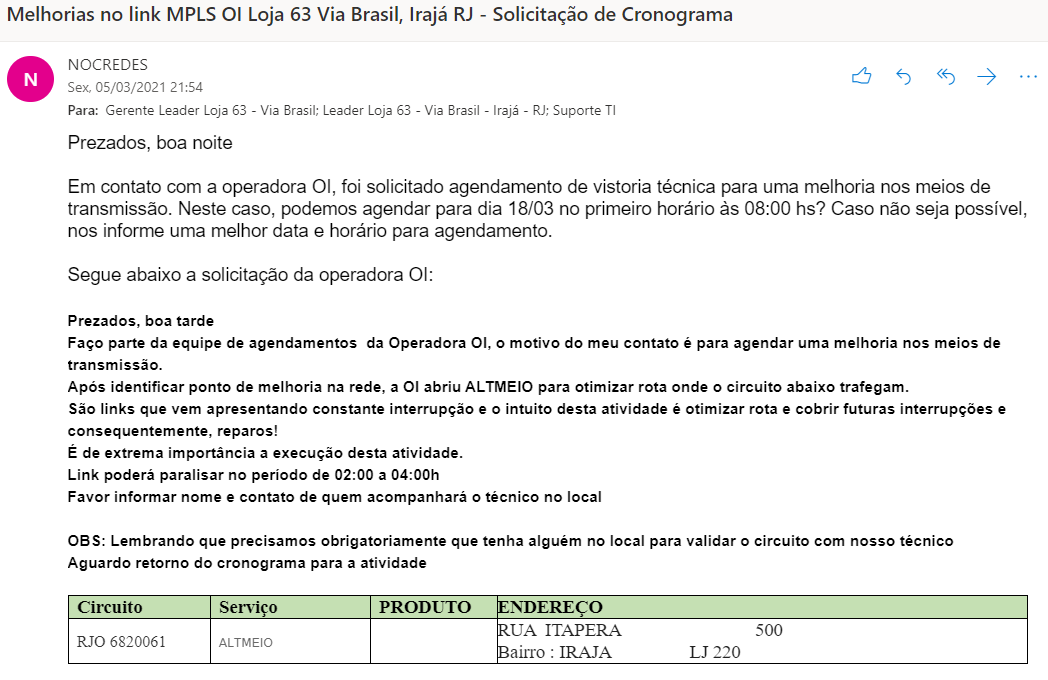 Melhorias no link MPLS OI Loja 63 Via Brasil, Irajá RJ - Solicitação de Cronograma
N
NOCREDES
Sex, 05/03/2021 21:54
Para: Gerente Leader Loja 63 - Via Brasil; Leader Loja 63 - Via Brasil - Irajá - RJ; Suporte TI
Prezados, boa noite
Em contato com a operadora OI, foi solicitado agendamento de vistoria técnica para uma melhoria nos meios de
transmissão. Neste caso, podemos agendar para dia 18/03 no primeiro horário às 08:00 hs? Caso não seja possível,
nos informe uma melhor data e horário para agendamento.
Segue abaixo a solicitação da operadora OI:
Prezados, boa tarde
Faço parte da equipe de agendamentos da Operadora OI, o motivo do meu contato é para agendar uma melhoria nos meios de
transmissão.
Após identificar ponto de melhoria na rede, a OI abriu ALTMEIO para otimizar rota onde o circuito abaixo trafegam.
São links que vem apresentando constante interrupção e o intuito desta atividade é otimizar rota e cobrir futuras interrupções e
consequentemente, reparos!
É de extrema importância a execução desta atividade.
Link poderá paralisar no período de 02:00 a 04:00h
Favor informar nome e contato de quem acompanhará o técnico no local
OBS: Lembrando que precisamos obrigatoriamente que tenha alguém no local para validar o circuito com nosso técnico
Aguardo retorno do cronograma para a atividade
Circuito Serviço PRODUTO ENDEREÇO
RJO 6820061 ALTMEIO RUA ITAPERA 500
Bairro : IRAJA LJ 220